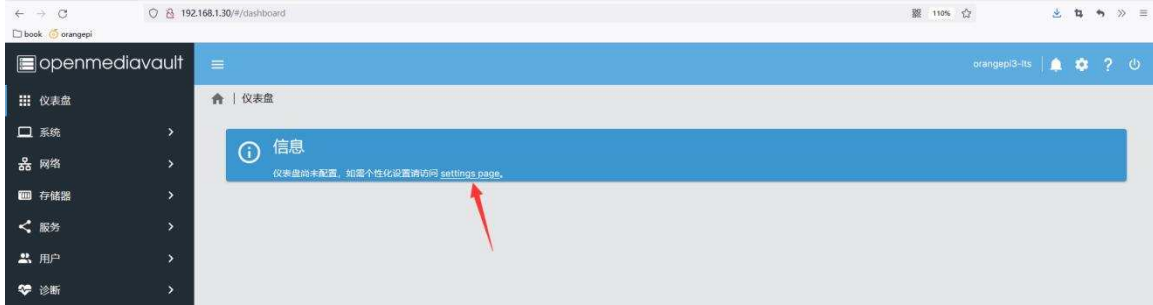 192.168.1.30/#/dashboard
110%
book
orangepi
openmediavault
orangepi3-lts
仪表盘
仪表盘
系统
信息
网络
仪表盘尚未配置，如需个性化设置请访问 settings page。
存储器
服务
用户
诊断